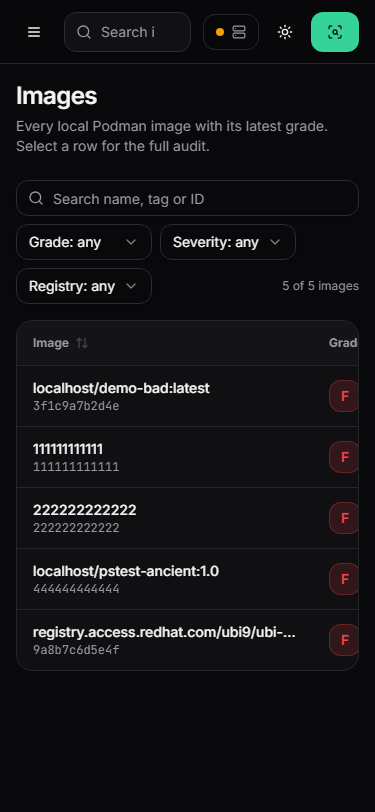 Search i
Images
Every local Podman image with its latest grade.
Select a row for the full audit.
Search name, tag or ID
Grade: any
Severity: any
Registry: any
5 of 5 images
Image
Grad
localhost/demo-bad:latest
F
3f1c9a7b2d4e
111111111111
F
111111111111
222222222222
F
222222222222
localhost/pstest-ancient:1.0
F
444444444444
registry.access.redhat.com/ubi9/ubi-...
F
9a8b7c6d5e4f